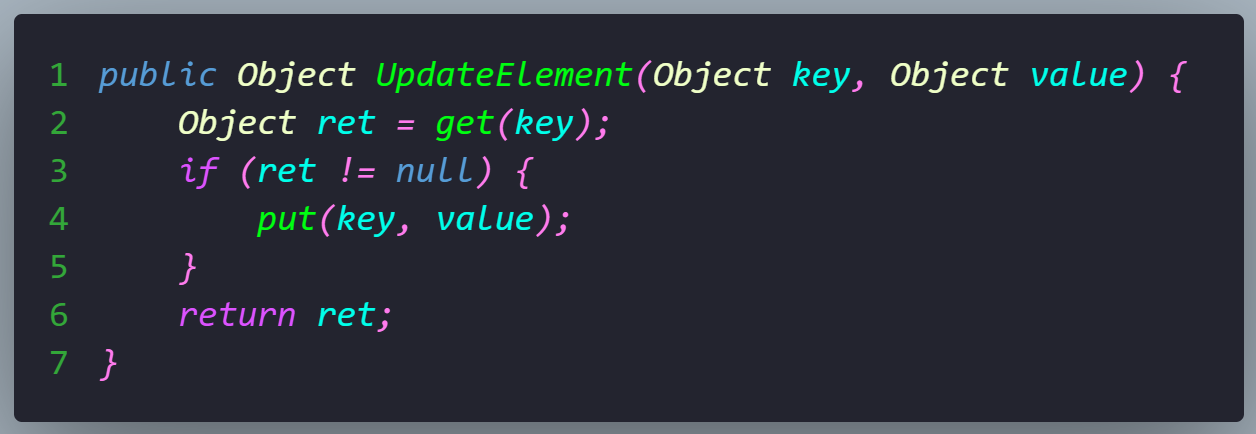 1 public Object UpdateElement(Object key, Object value) {
2     Object ret = get(key);
3     if (ret != null) {
4         put(key, value);
5     }
6     return ret;
7 }